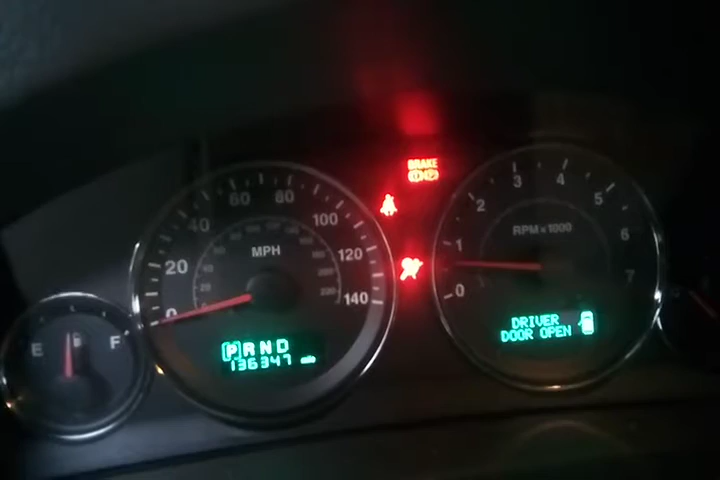 BRAKE
60 80
40 100
20 MPH 120
0 140
E F
PRND
136347
2 3 4 5
1 RPM x 1000 6
0 7
DRIVER
DOOR OPEN